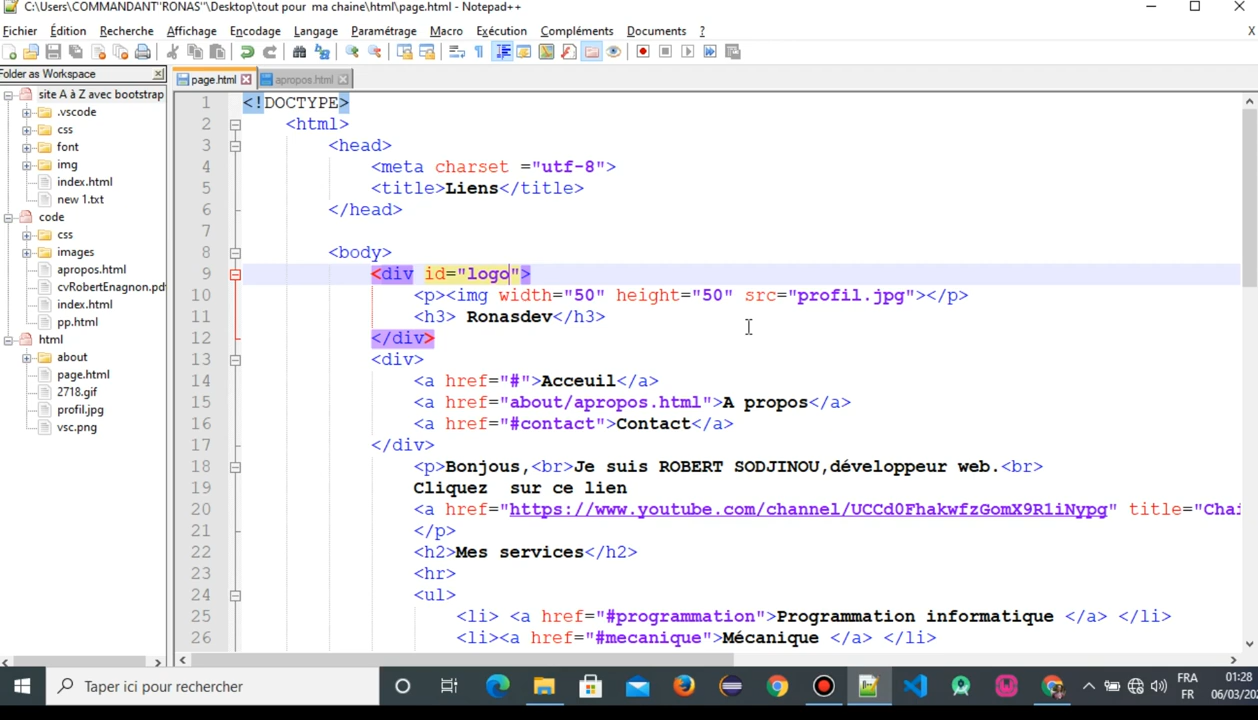 C:\Users\COMMANDANT"RONAS"\Desktop\tout pour  ma chaine\html\page.html - Notepad++
Fichier Édition Recherche Affichage Encodage Langage Paramétrage Macro Exécution Compléments Documents ? X
Folder as Workspace
page.html apropos.html
site A à Z avec bootstrap
.vscode
css
font
img
index.html
new 1.txt
code
css
images
apropos.html
cvRobertEnagnon.pd
index.html
pp.html
html
about
page.html
2718.gif
profil.jpg
vsc.png
1 <!DOCTYPE>
2 <html>
3 <head>
4 <meta charset ="utf-8">
5 <title>Liens</title>
6 </head>
7
8 <body>
9 <div id="logo">
10 <p><img width="50" height="50" src="profil.jpg"></p>
11 <h3> Ronasdev</h3>
12 </div>
13 <div>
14 <a href="#">Acceuil</a>
15 <a href="about/apropos.html">A propos</a>
16 <a href="#contact">Contact</a>
17 </div>
18 <p>Bonjous,<br>Je suis ROBERT SODJINOU,développeur web.<br>
19 Cliquez  sur ce lien
20 <a href="https://www.youtube.com/channel/UCCd0FhakwfzGomX9R1iNypg" title="Chai
21 </p>
22 <h2>Mes services</h2>
23 <hr>
24 <ul>
25 <li> <a href="#programmation">Programmation informatique </a> </li>
26 <li><a href="#mecanique">Mécanique </a> </li>
Taper ici pour rechercher
FRA 01:28
FR 06/03/202